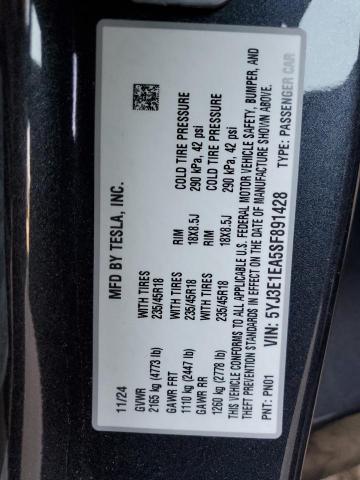 11/24 MFD BY TESLA, INC.
GVWR
2165 kg (4773 lb)
GAWR FRT WITH TIRES RIM COLD TIRE PRESSURE
1110 kg (2447 lb) 235/45R18 18X8.5J 290 kPa, 42 psi
GAWR RR WITH TIRES RIM COLD TIRE PRESSURE
1260 kg (2778 lb) 235/45R18 18X8.5J 290 kPa, 42 psi
THIS VEHICLE CONFORMS TO ALL APPLICABLE U.S. FEDERAL MOTOR VEHICLE SAFETY, BUMPER, AND
THEFT PREVENTION STANDARDS IN EFFECT ON THE DATE OF MANUFACTURE SHOWN ABOVE.
PNT: PN01 VIN: 5YJ3E1EA5SF891428 TYPE: PASSENGER CAR